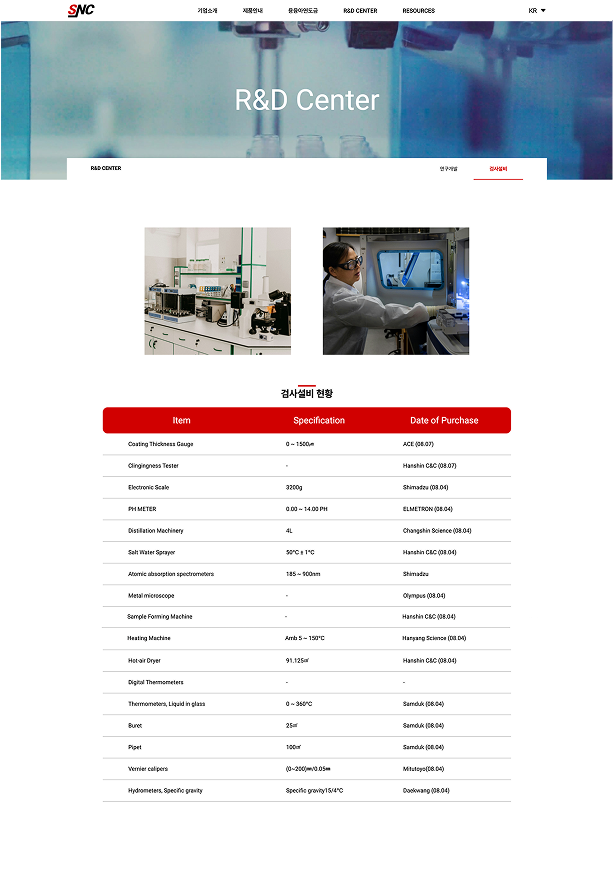 SNC 기업소개 제품안내 용융아연도금 R&D CENTER RESOURCES KR
R&D Center
R&D CENTER 연구개발 검사설비
검사설비 현황
Item Specification Date of Purchase
Coating Thickness Gauge 0 ~ 1500㎛ ACE (08.07)
Clingingness Tester - Hanshin C&C (08.07)
Electronic Scale 3200g Shimadzu (08.04)
PH METER 0.00 ~ 14.00 PH ELMETRON (08.04)
Distillation Machinery 4L Changshin Science (08.04)
Salt Water Sprayer 50°C ± 1°C Hanshin C&C (08.04)
Atomic absorption spectrometers 185 ~ 900nm Shimadzu
Metal microscope - Olympus (08.04)
Sample Forming Machine - Hanshin C&C (08.04)
Heating Machine Amb 5 ~ 150°C Hanyang Science (08.04)
Hot-air Dryer 91.125㎥ Hanshin C&C (08.04)
Digital Thermometers - -
Thermometers, Liquid in glass 0 ~ 360°C Samduk (08.04)
Buret 25㎖ Samduk (08.04)
Pipet 100㎖ Samduk (08.04)
Vernier calipers (0~200)㎜/0.05㎜ Mitutoyo(08.04)
Hydrometers, Specific gravity Specific gravity15/4°C Daekwang (08.04)